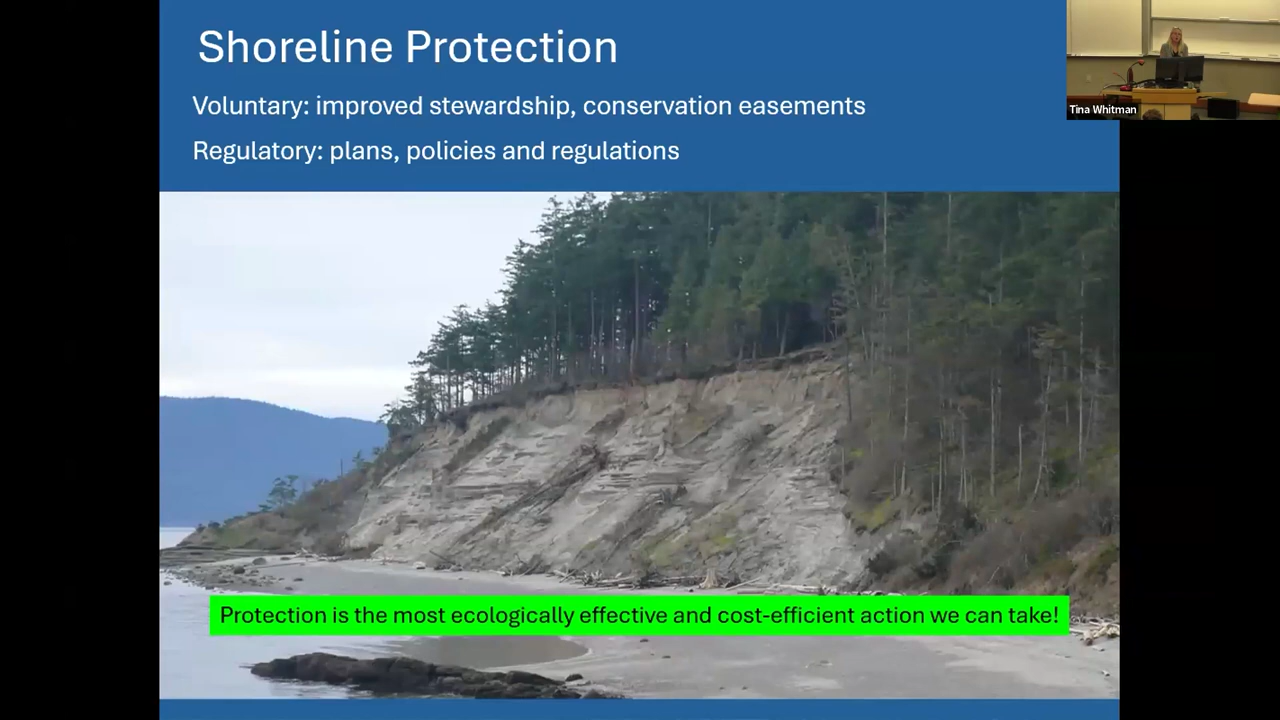 Shoreline Protection
Voluntary: improved stewardship, conservation easements
Regulatory: plans, policies and regulations
Tina Whitman
Protection is the most ecologically effective and cost-efficient action we can take!